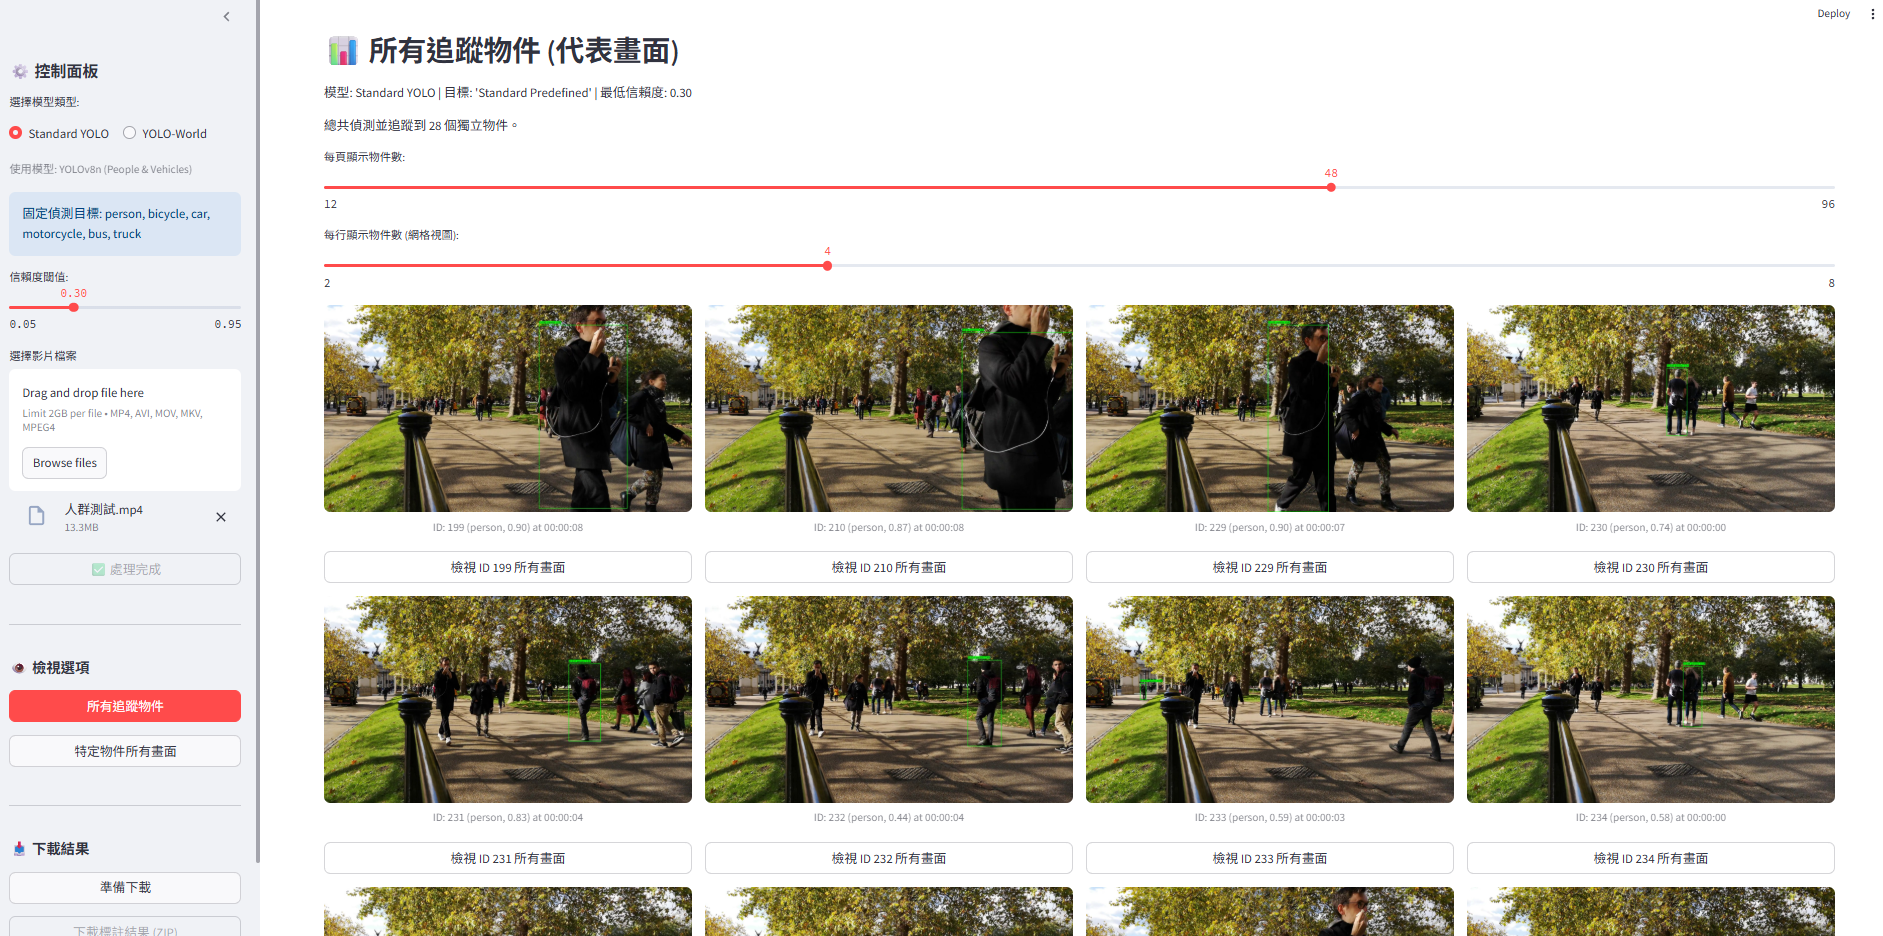 Deploy
控制面板
選擇模型類型:
Standard YOLO
YOLO-World
使用模型: YOLOv8n (People & Vehicles)
固定偵測目標: person, bicycle, car,
motorcycle, bus, truck
信賴度閾值:
0.30
0.05
0.95
選擇影片檔案
Drag and drop file here
Limit 2GB per file • MP4, AVI, MOV, MKV,
MPEG4
Browse files
人群測試.mp4
13.3MB
處理完成
檢視選項
所有追蹤物件
特定物件所有畫面
下載結果
準備下載
下載標註結果 (ZIP)
所有追蹤物件 (代表畫面)
模型: Standard YOLO | 目標: 'Standard Predefined' | 最低信賴度: 0.30
總共偵測並追蹤到 28 個獨立物件。
每頁顯示物件數:
48
12
96
每行顯示物件數 (網格視圖):
4
2
8
ID: 199 (person, 0.90) at 00:00:08
ID: 210 (person, 0.87) at 00:00:08
ID: 229 (person, 0.90) at 00:00:07
ID: 230 (person, 0.74) at 00:00:00
檢視 ID 199 所有畫面
檢視 ID 210 所有畫面
檢視 ID 229 所有畫面
檢視 ID 230 所有畫面
ID: 231 (person, 0.83) at 00:00:04
ID: 232 (person, 0.44) at 00:00:04
ID: 233 (person, 0.59) at 00:00:03
ID: 234 (person, 0.58) at 00:00:00
檢視 ID 231 所有畫面
檢視 ID 232 所有畫面
檢視 ID 233 所有畫面
檢視 ID 234 所有畫面